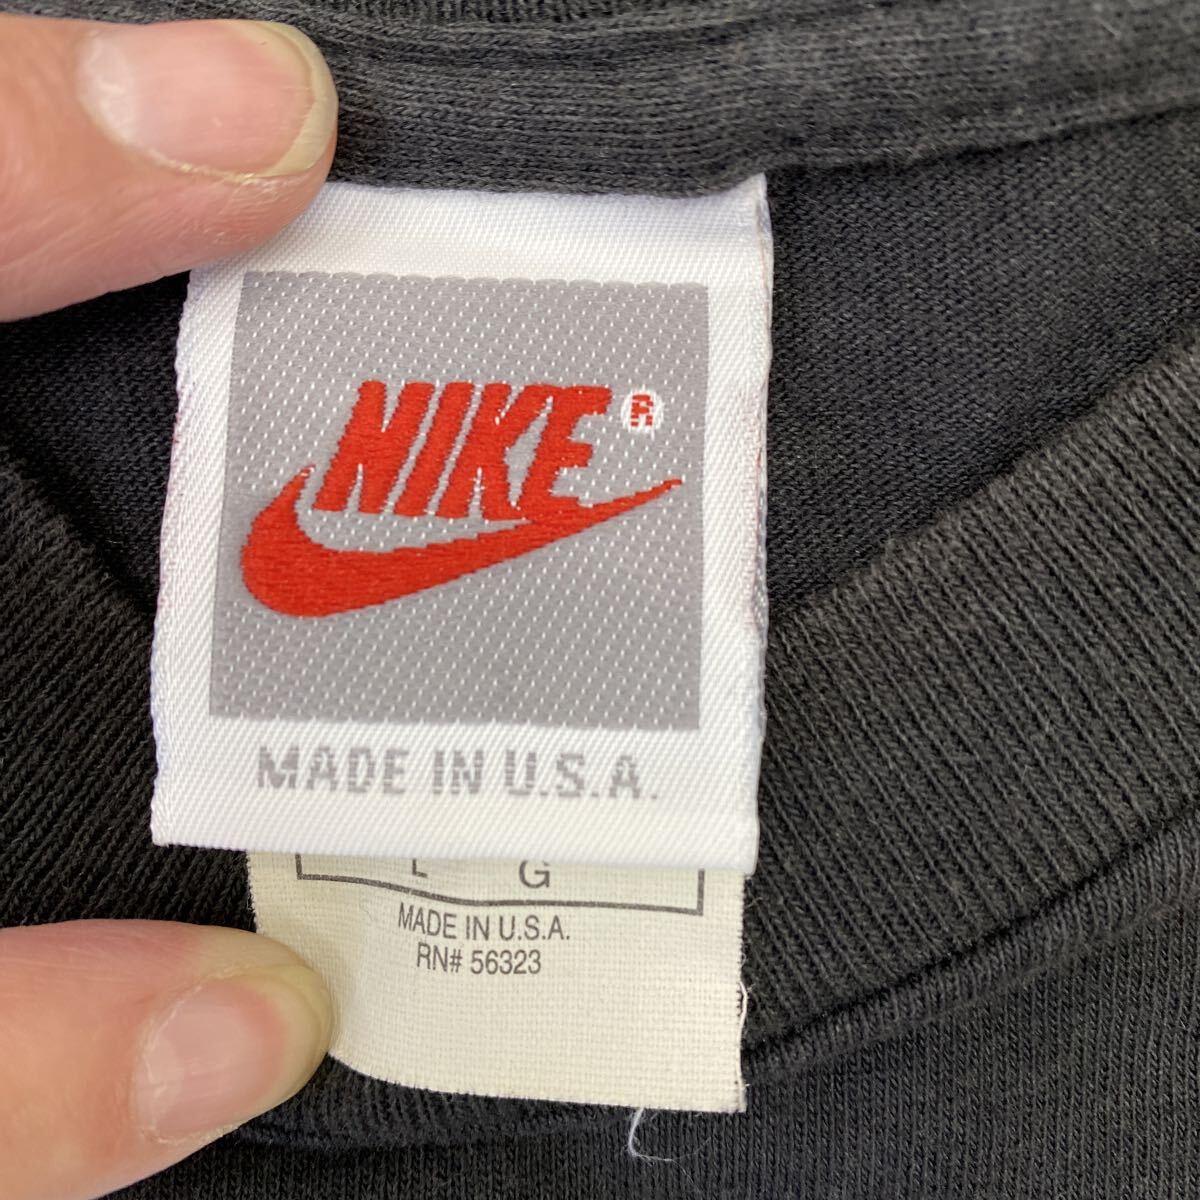 NIKE®
MADE IN U.S.A.
L G
MADE IN U.S.A.
RN# 56323